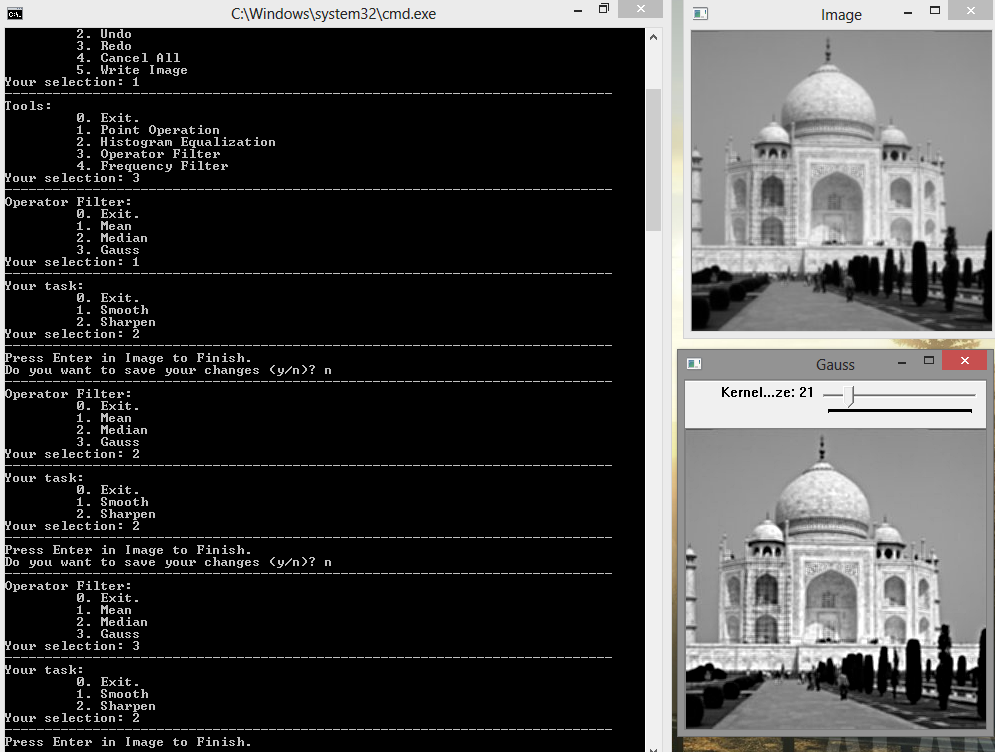 C:\Windows\system32\cmd.exe
2. Undo
3. Redo
4. Cancel All
5. Write Image
Your selection: 1
Tools:
0. Exit.
1. Point Operation
2. Histogram Equalization
3. Operator Filter
4. Frequency Filter
Your selection: 3
Operator Filter:
0. Exit.
1. Mean
2. Median
3. Gauss
Your selection: 1
Your task:
0. Exit.
1. Smooth
2. Sharpen
Your selection: 2
Press Enter in Image to Finish.
Do you want to save your changes (y/n)? n
Operator Filter:
0. Exit.
1. Mean
2. Median
3. Gauss
Your selection: 2
Your task:
0. Exit.
1. Smooth
2. Sharpen
Your selection: 2
Press Enter in Image to Finish.
Do you want to save your changes (y/n)? n
Operator Filter:
0. Exit.
1. Mean
2. Median
3. Gauss
Your selection: 3
Your task:
0. Exit.
1. Smooth
2. Sharpen
Your selection: 2
Press Enter in Image to Finish.
Image
Gauss
Kernel...ze: 21